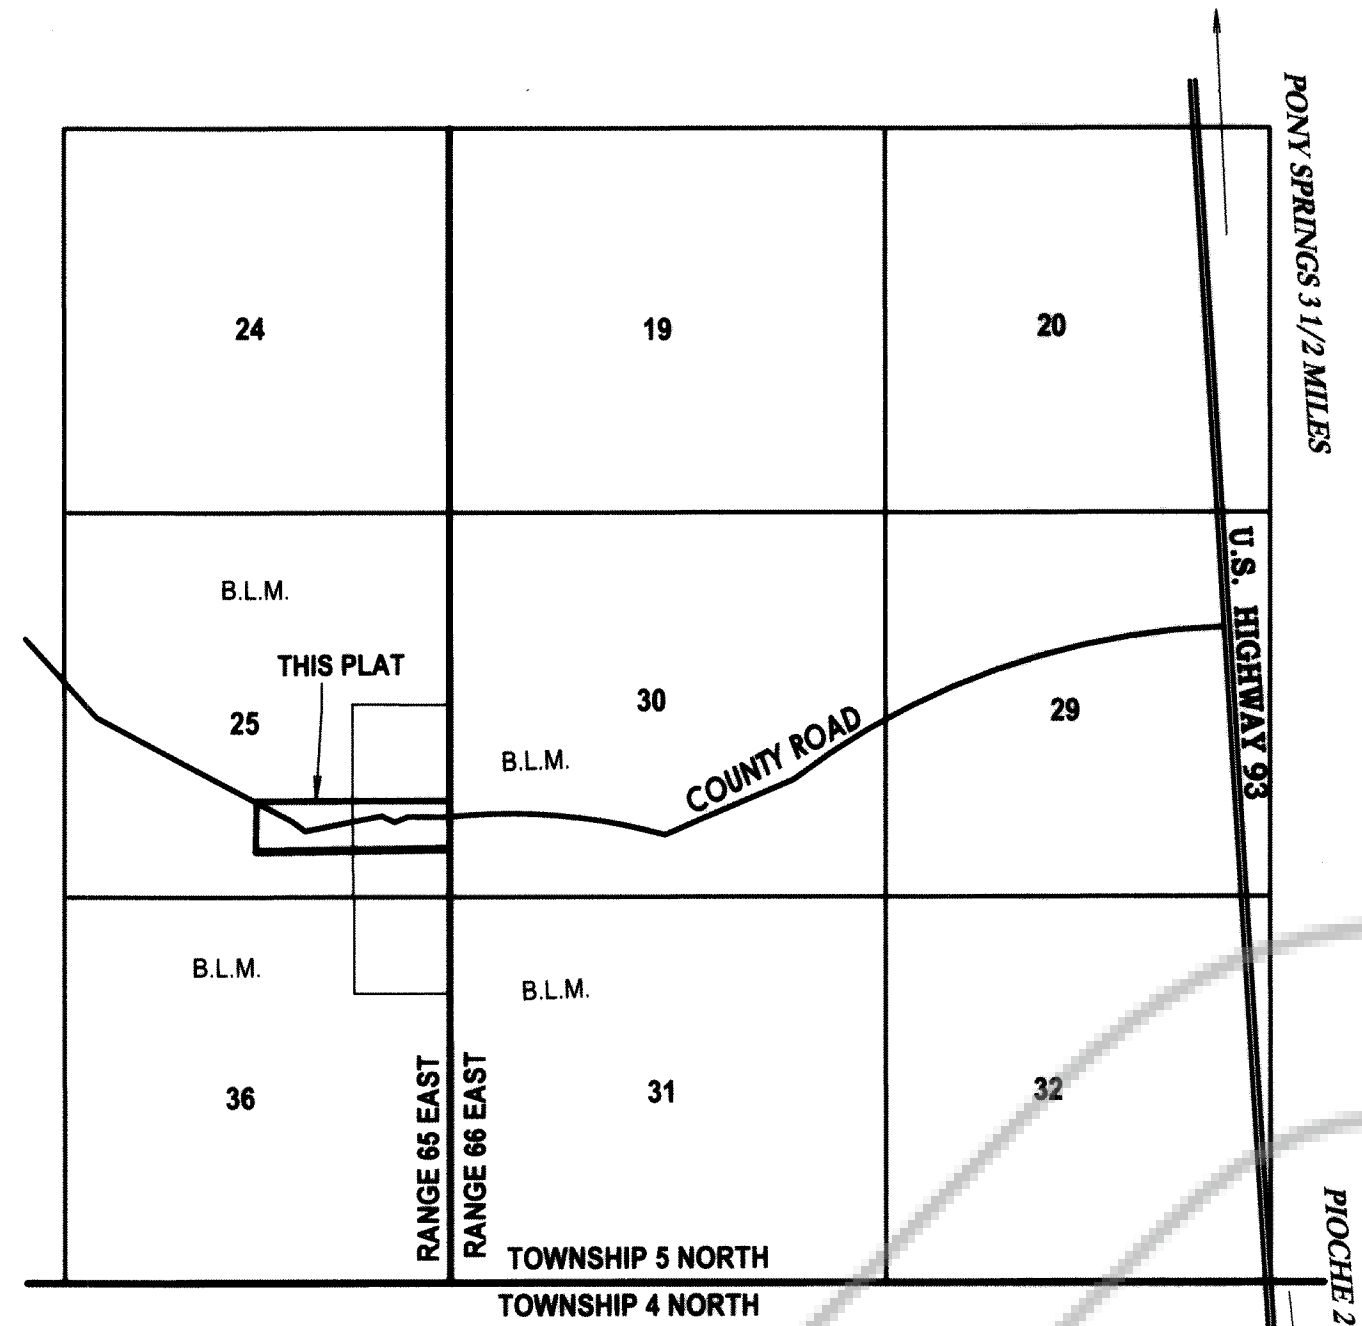 PONY SPRINGS 3 1/2 MILES
24
19
20
U.S. HIGHWAY 93
B.L.M.
THIS PLAT
25
30
29
B.L.M.
COUNTY ROAD
B.L.M.
B.L.M.
36
31
32
RANGE 65 EAST
RANGE 66 EAST
PIOCHE 2
TOWNSHIP 5 NORTH
TOWNSHIP 4 NORTH